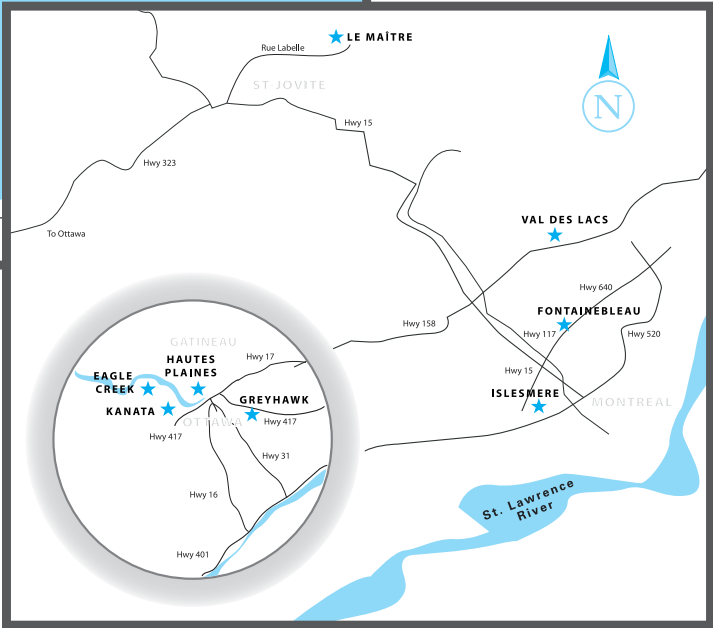 LE MAÎTRE
Rue Labelle
ST-JOVITE
N
Hwy 15
Hwy 323
VAL DES LACS
To Ottawa
Hwy 640
FONTAINEBLEAU
Hwy 158
Hwy 117
Hwy 520
GATINEAU
HAUTES
PLAINES
Hwy 17
Hwy 15
EAGLE
CREEK
ISLESMERE
GREYHAWK
MONTREAL
KANATA
OTTAWA
Hwy 417
Hwy 417
Hwy 31
St. Lawrence
River
Hwy 16
Hwy 401